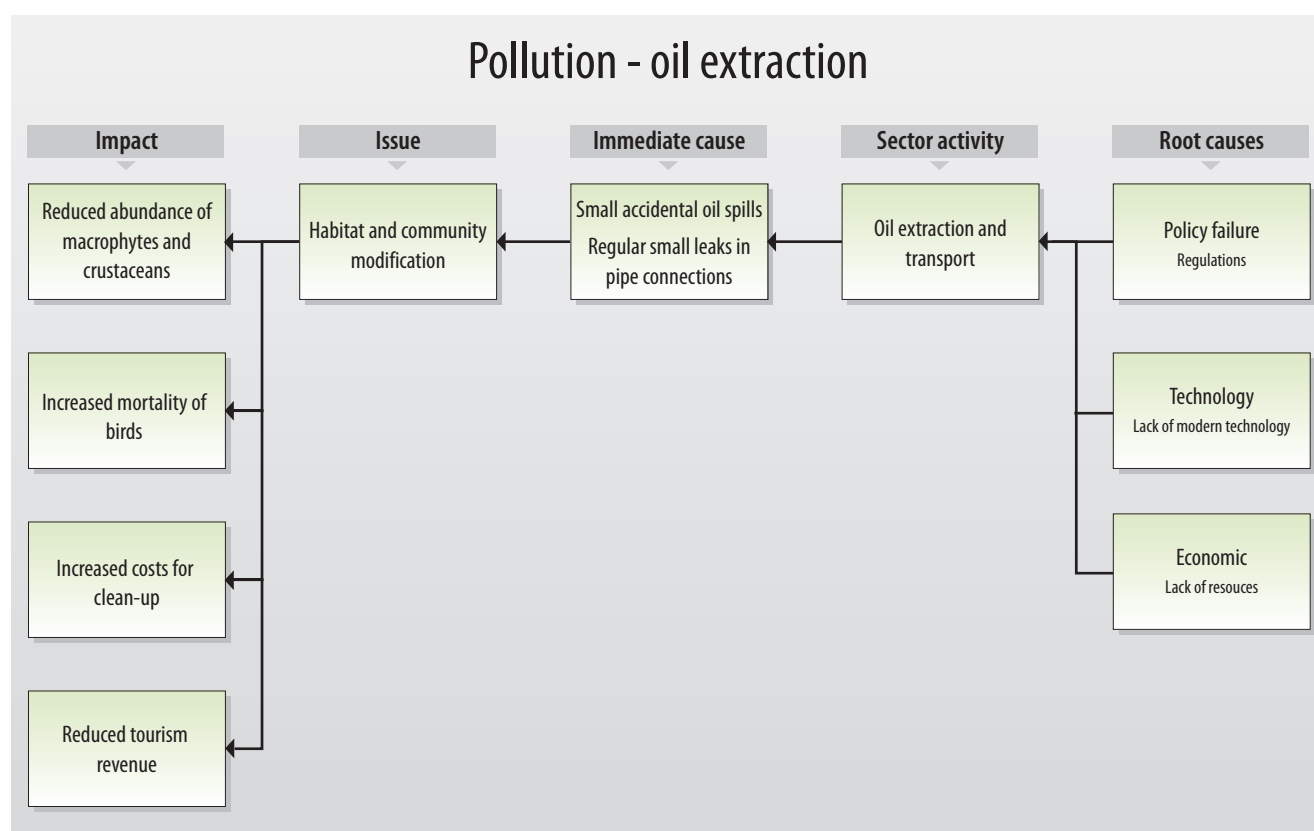 Pollution - oil extraction
Impact
Issue
Immediate cause
Sector activity
Root causes
Reduced abundance of
macrophytes and
crustaceans
Habitat and community
modification
Small accidental oil spills
Regular small leaks in
pipe connections
Oil extraction and
transport
Policy failure
Regulations
Increased mortality of
birds
Technology
Lack of modern technology
Increased costs for
clean-up
Economic
Lack of resouces
Reduced tourism
revenue